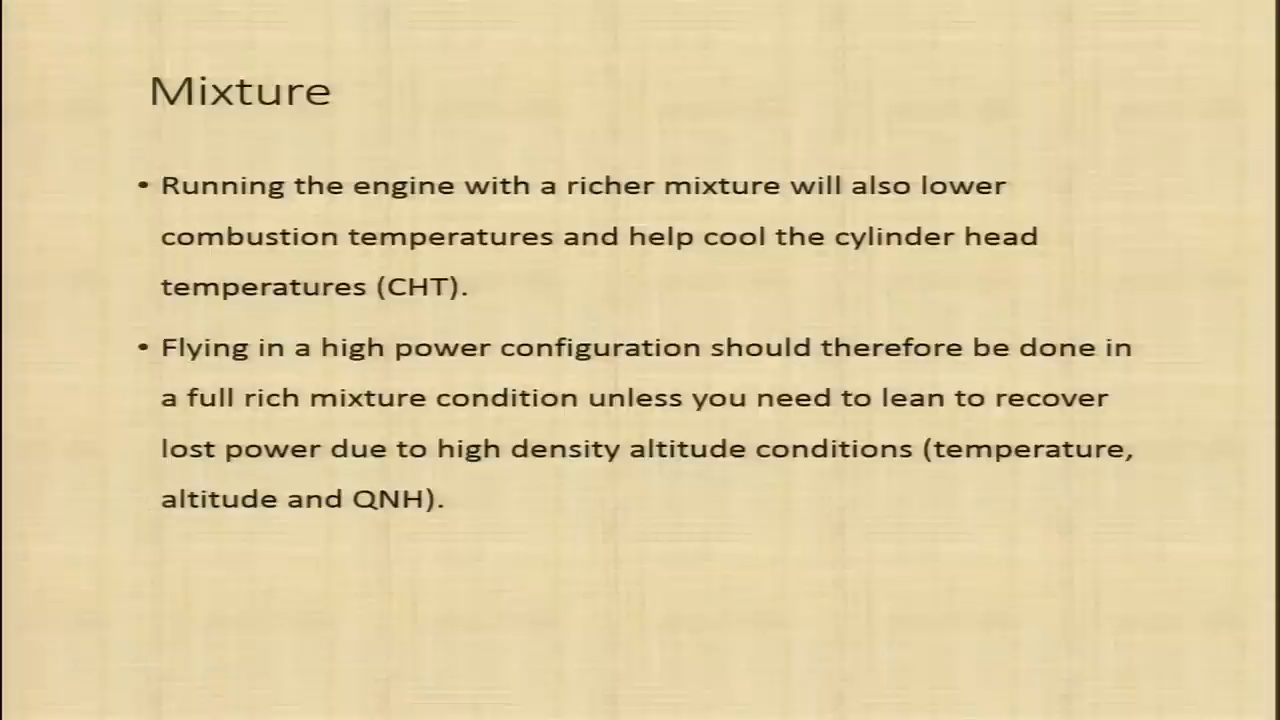 Mixture
• Running the engine with a richer mixture will also lower
combustion temperatures and help cool the cylinder head
temperatures (CHT).
• Flying in a high power configuration should therefore be done in
a full rich mixture condition unless you need to lean to recover
lost power due to high density altitude conditions (temperature,
altitude and QNH).